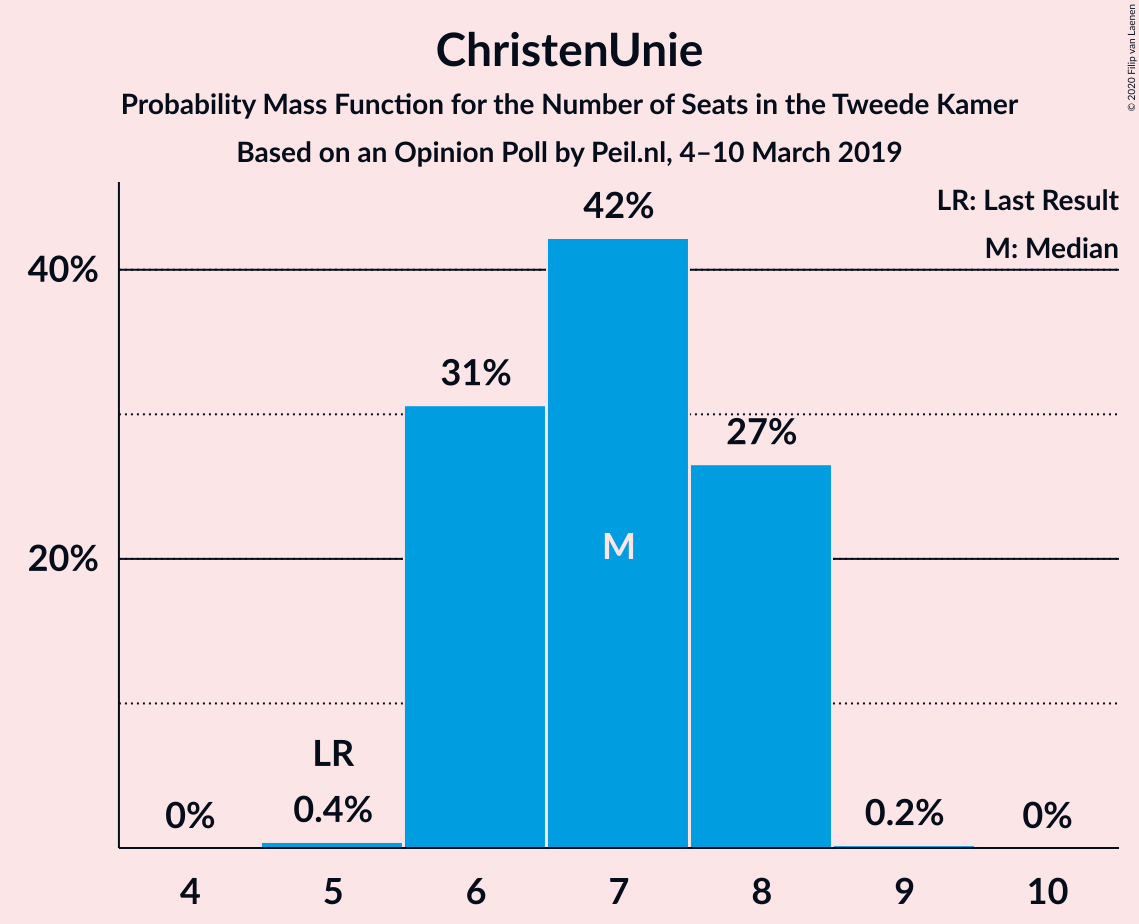 ChristenUnie
Probability Mass Function for the Number of Seats in the Tweede Kamer
Based on an Opinion Poll by Peil.nl, 4–10 March 2019
© 2020 Filip van Laenen
LR: Last Result
M: Median
42%
40%
31%
27%
M
20%
LR
0% 0.4% 0.2% 0%
4 5 6 7 8 9 10